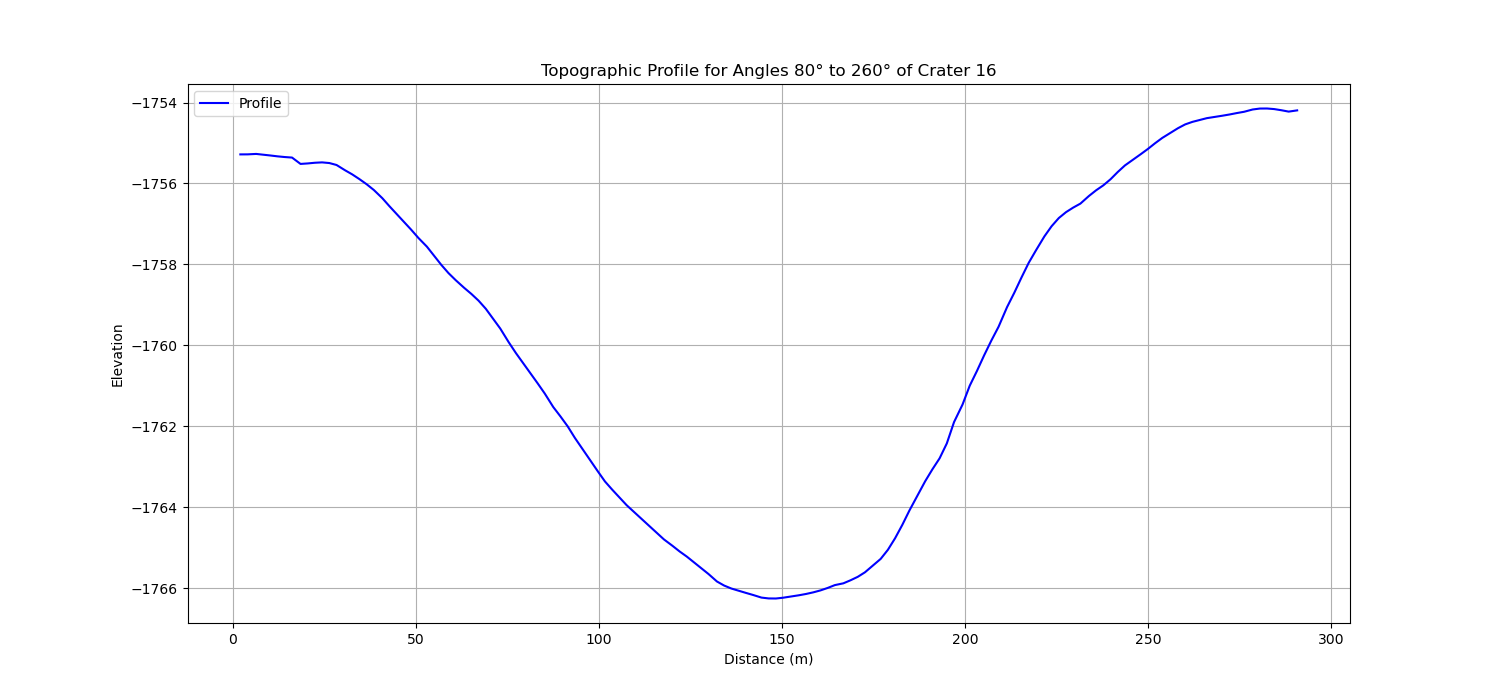 Topographic Profile for Angles 80° to 260° of Crater 16
Profile
−1754
−1756
−1758
−1760
−1762
−1764
−1766
Elevation
0 50 100 150 200 250 300
Distance (m)